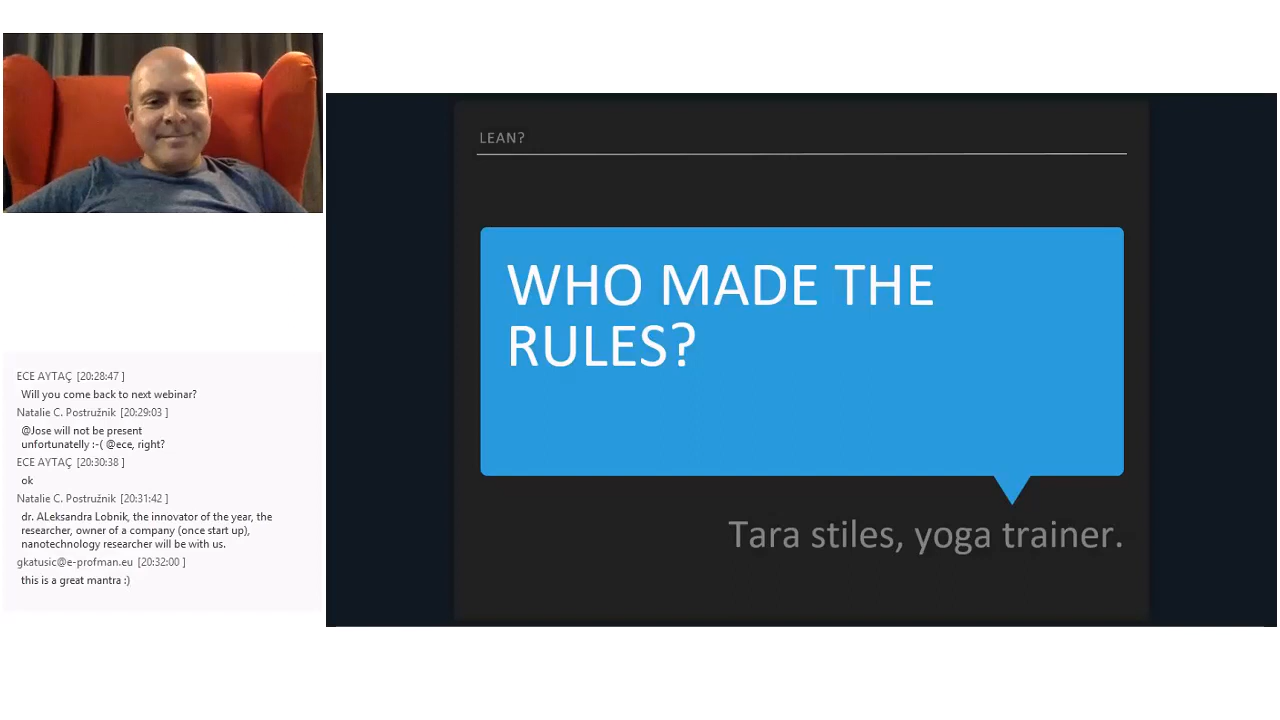 ECE AYTAÇ [20:28:47 ]
Will you come back to next webinar?
Natalie C. Postružnik [20:29:03 ]
@Jose will not be present
unfortunatelly :-( @ece, right?
ECE AYTAÇ [20:30:38 ]
ok
Natalie C. Postružnik [20:31:42 ]
dr. ALeksandra Lobnik, the innovator of the year, the
researcher, owner of a company (once start up),
nanotechnology researcher will be with us.
gkatusic@e-profman.eu [20:32:00 ]
this is a great mantra :)
LEAN?
WHO MADE THE
RULES?
Tara stiles, yoga trainer.